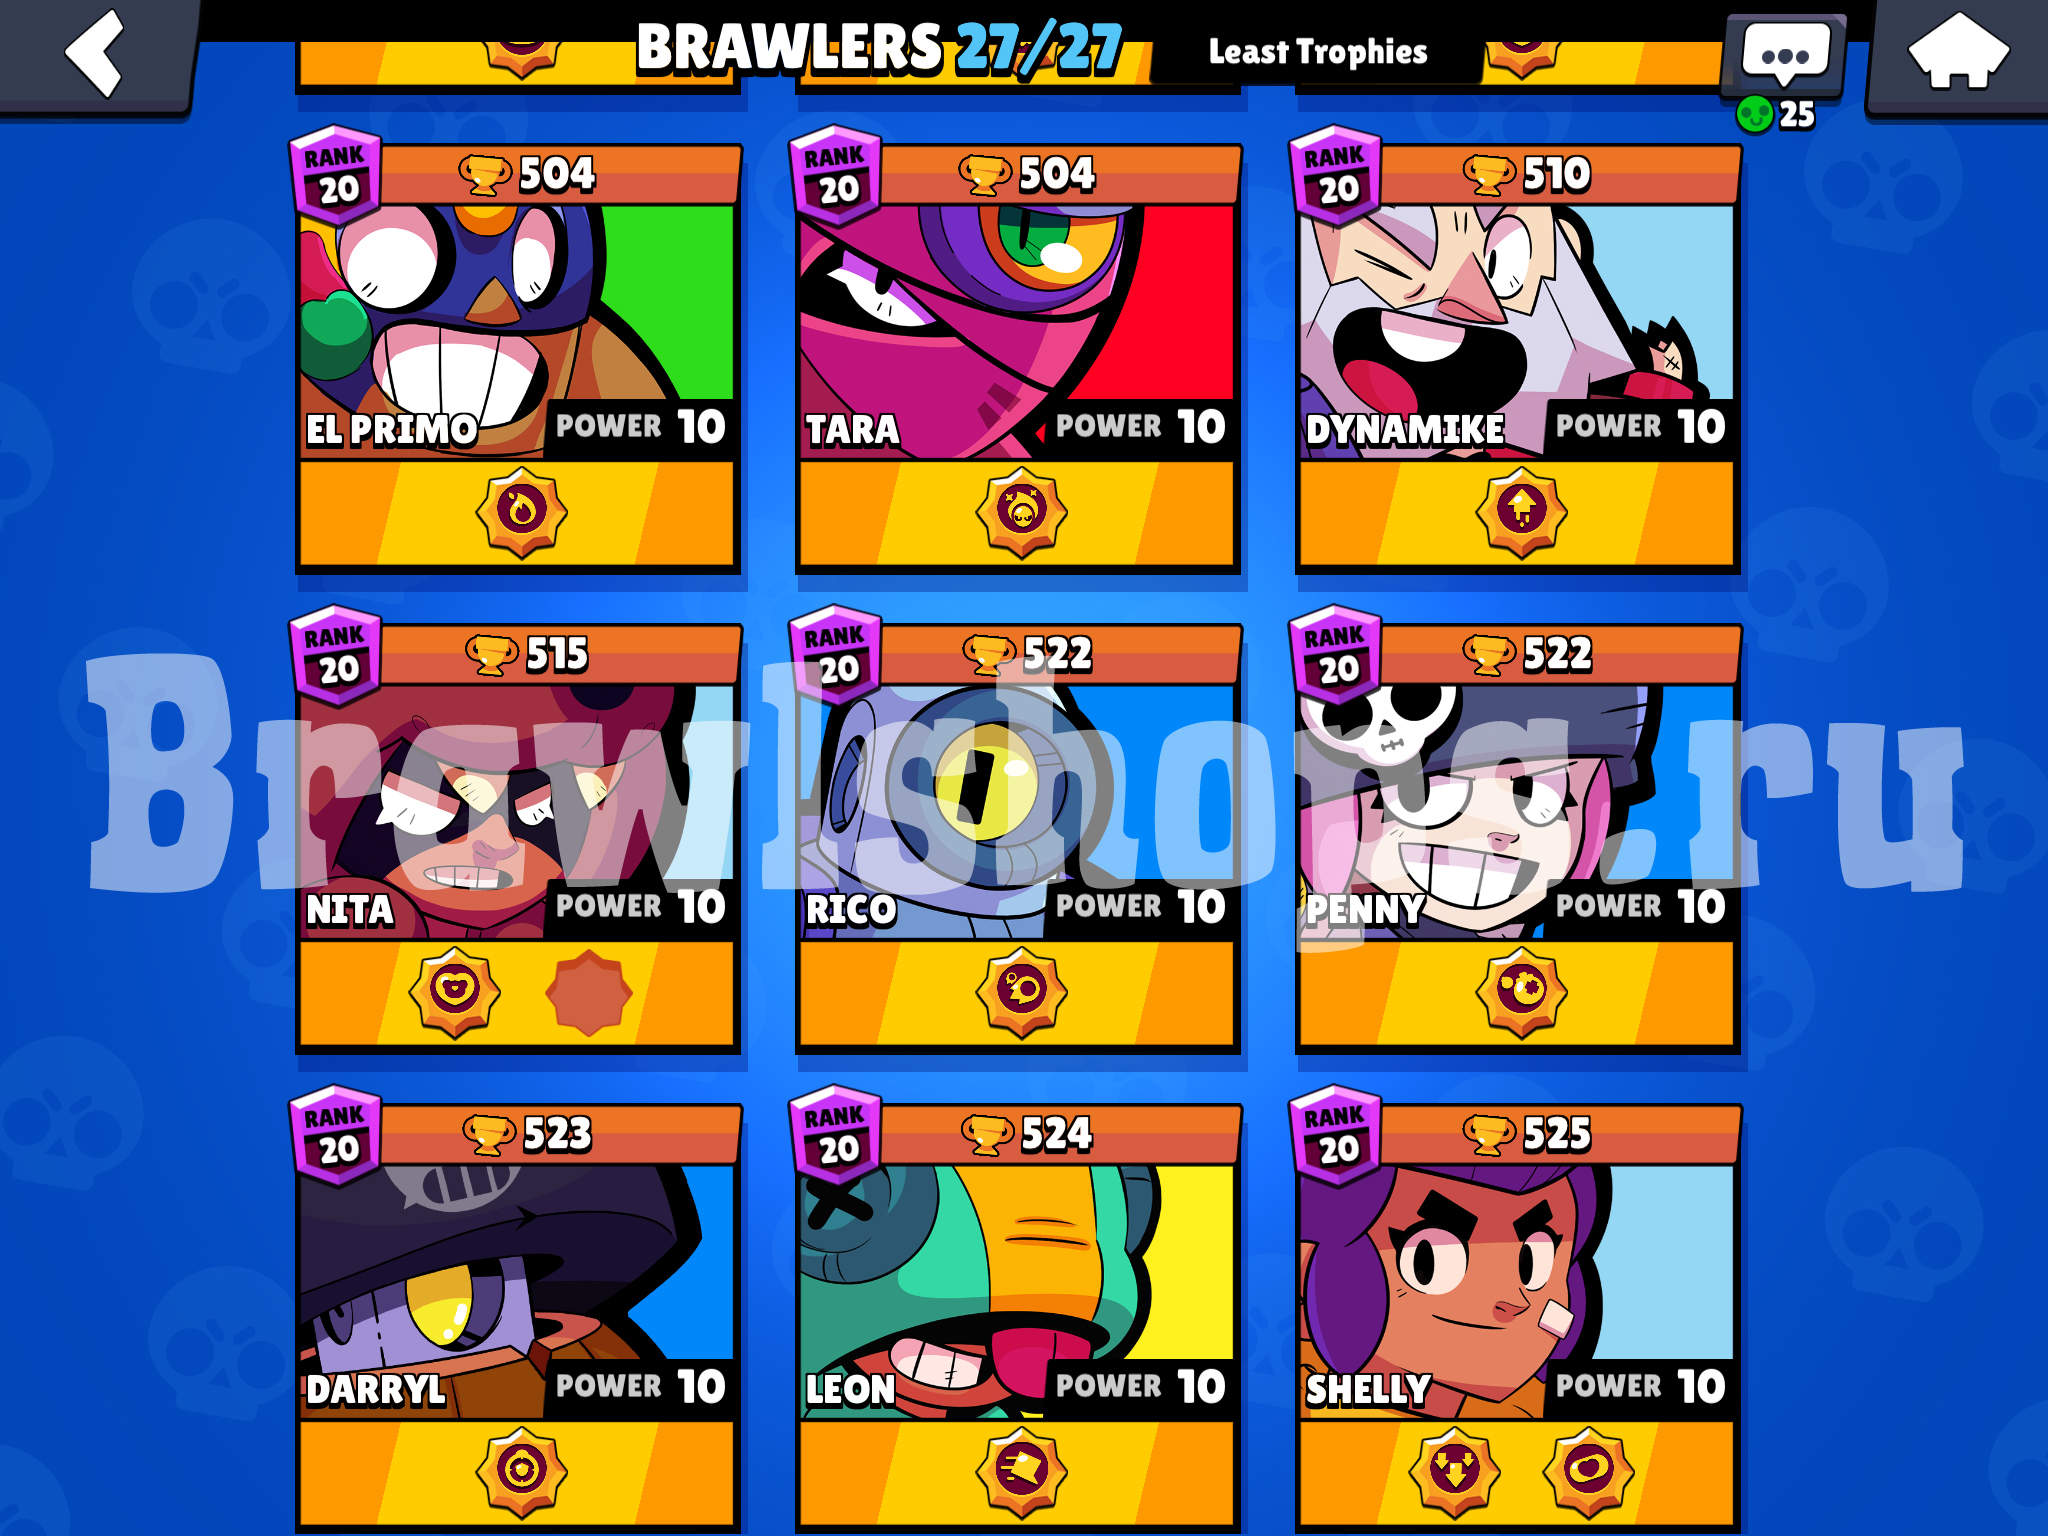 BRAWLERS 27/27
Least Trophies
25
RANK 20 504
RANK 20 504
RANK 20 510
EL PRIMO POWER 10
TARA POWER 10
DYNAMIKE POWER 10
RANK 20 515
RANK 20 522
RANK 20 522
Brawlshop.ru
NITA POWER 10
RICO POWER 10
PENNY POWER 10
RANK 20 523
RANK 20 524
RANK 20 525
DARRYL POWER 10
LEON POWER 10
SHELLY POWER 10